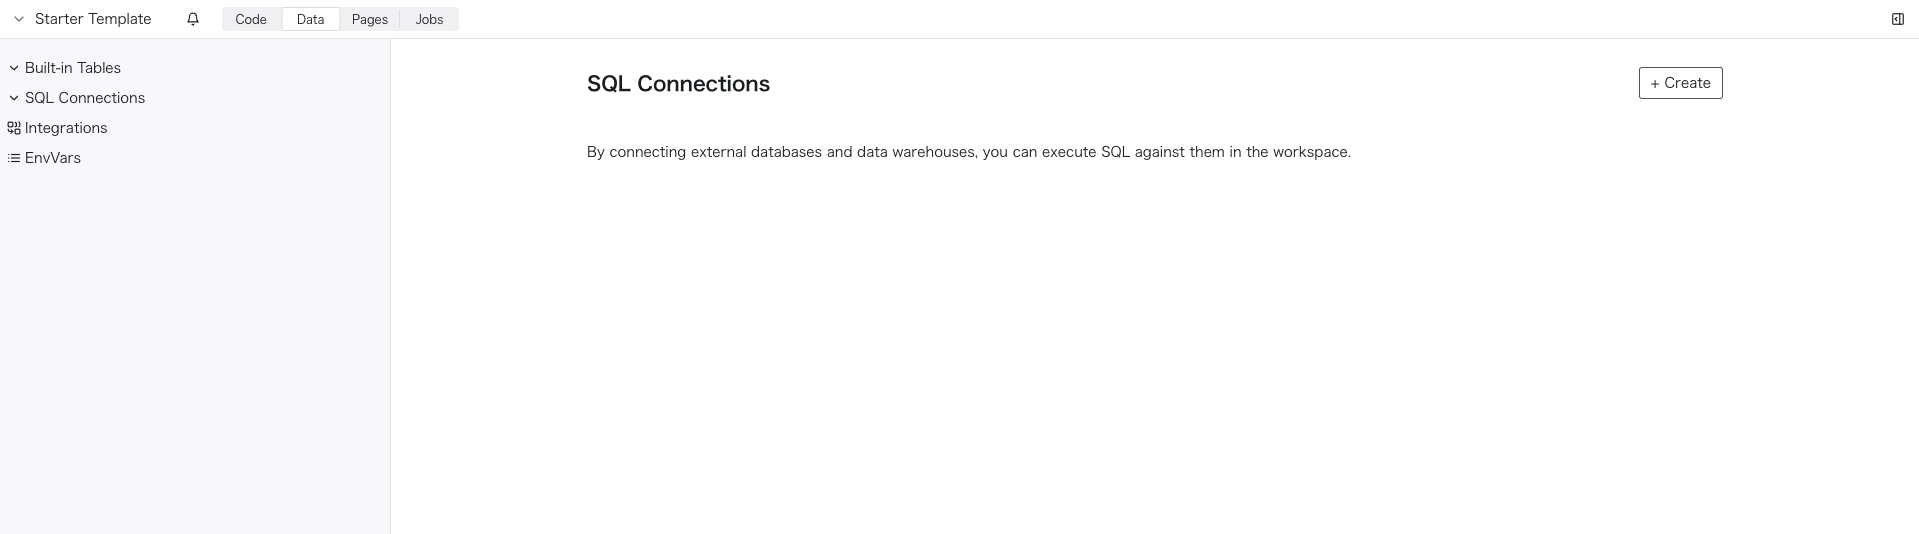 Starter Template
Code Data Pages Jobs
Built-in Tables
SQL Connections
Integrations
EnvVars
SQL Connections
+ Create
By connecting external databases and data warehouses, you can execute SQL against them in the workspace.